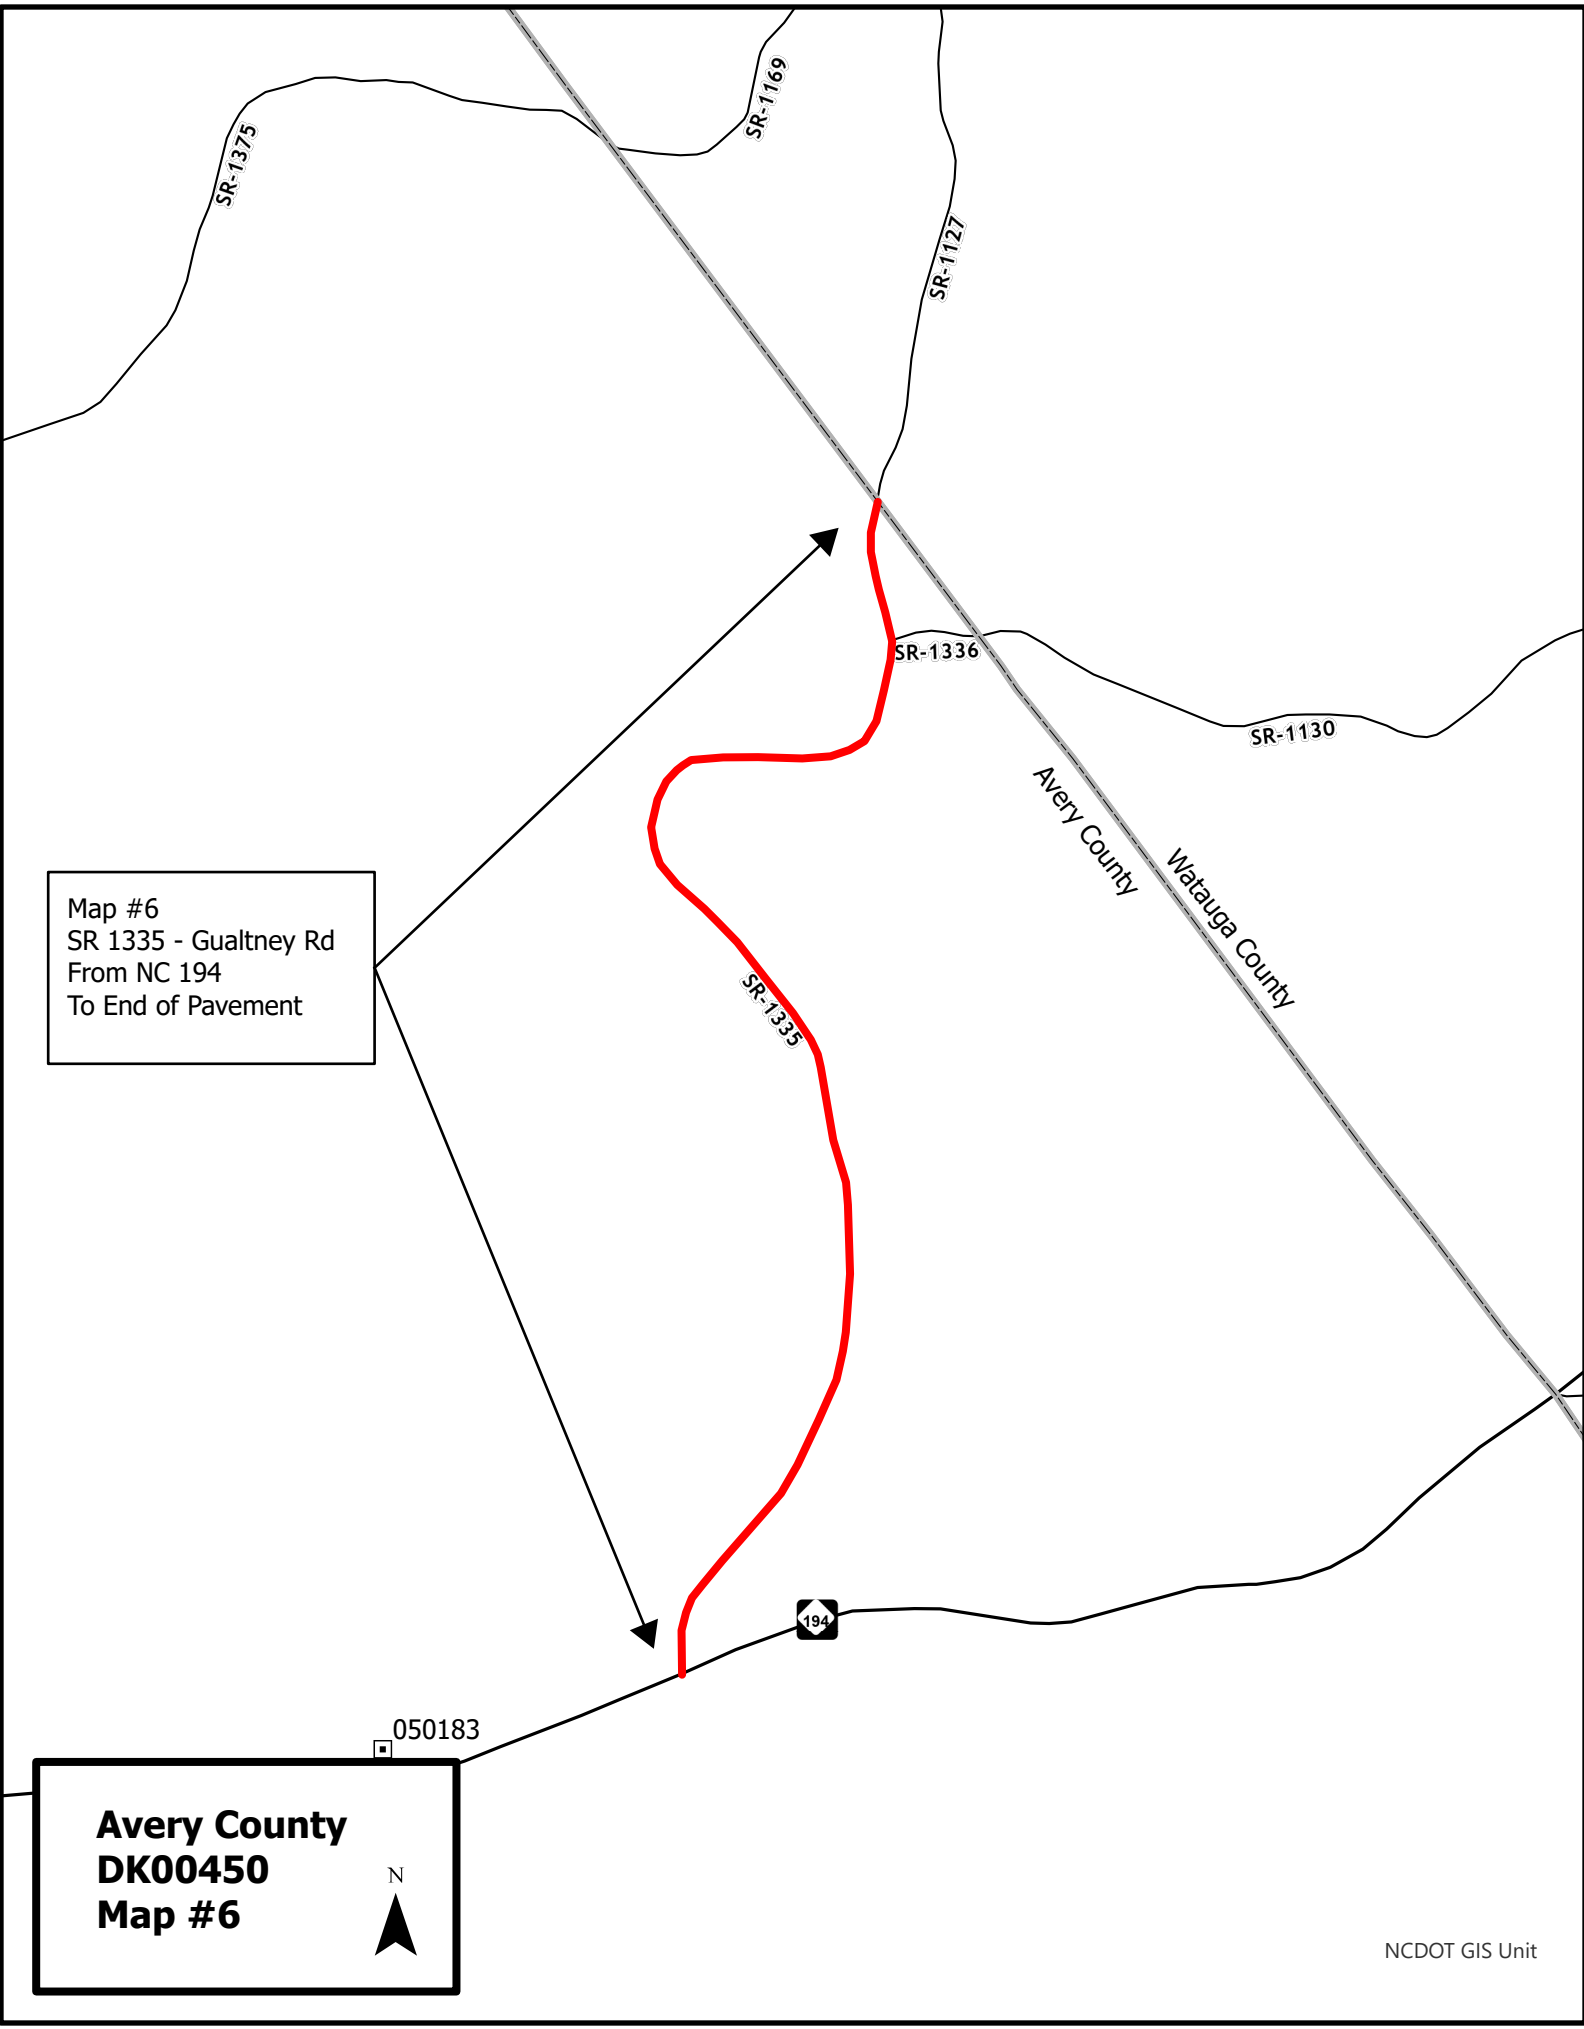 SR-1169
SR-1375
SR-1127
SR-1336
SR-1130
Avery County
Watauga County
Map #6
SR 1335 - Gualtney Rd
From NC 194
To End of Pavement
SR-1335
194
050183
Avery County
DK00450
Map #6
N
NCDOT GIS Unit